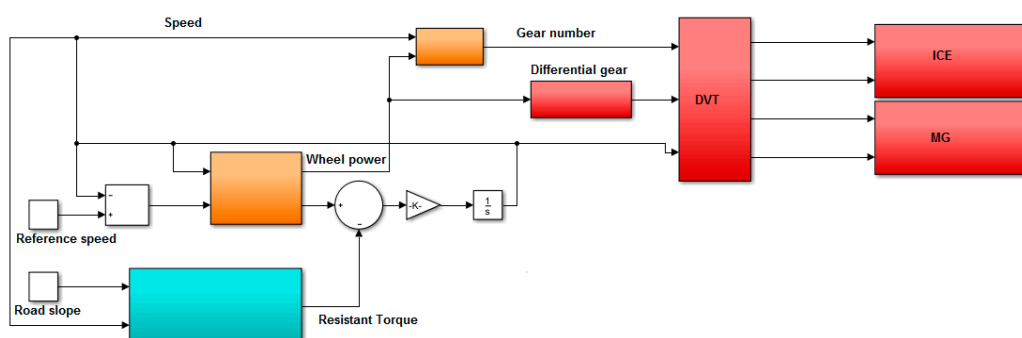 Speed
Gear number
ICE
Differential gear
DVT
MG
Wheel power
−
+
+
−
-K-
1
s
Reference speed
Road slope
Resistant Torque